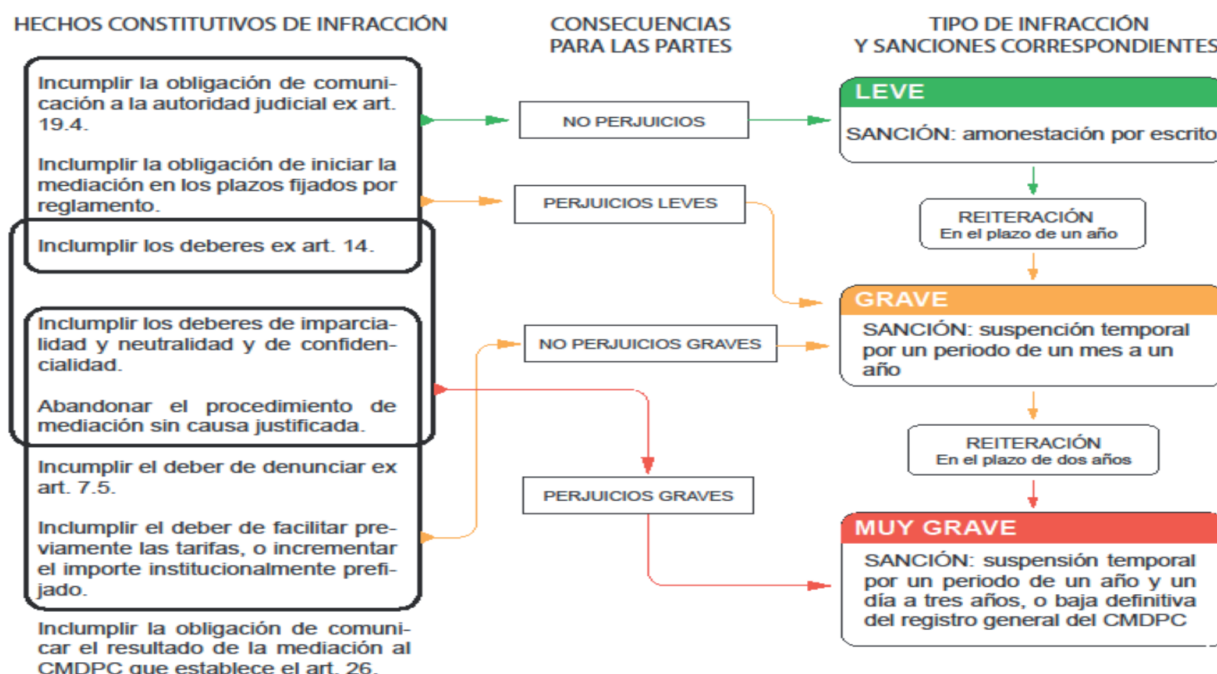 HECHOS CONSTITUTIVOS DE INFRACCIÓN
Incumplir la obligación de comuni-
cación a la autoridad judicial ex art.
19.4.
Inclumplir la obligación de iniciar la
mediación en los plazos fijados por
reglamento.
Inclumplir los deberes ex art. 14.
Inclumplir los deberes de imparcia-
lidad y neutralidad y de confiden-
cialidad.
Abandonar el procedimiento de
mediación sin causa justificada.
Incumplir el deber de denunciar ex
art. 7.5.
Inclumplir el deber de facilitar pre-
viamente las tarifas, o incrementar
el importe institucionalmente prefi-
jado.
Inclumplir la obligación de comuni-
car el resultado de la mediación al
CMDPC que establece el art. 26.
CONSECUENCIAS
PARA LAS PARTES
NO PERJUICIOS
PERJUICIOS LEVES
NO PERJUICIOS GRAVES
PERJUICIOS GRAVES
TIPO DE INFRACCIÓN
Y SANCIONES CORRESPONDIENTES
LEVE
SANCIÓN: amonestación por escrito
REITERACIÓN
En el plazo de un año
GRAVE
SANCIÓN: suspención temporal
por un periodo de un mes a un
año
REITERACIÓN
En el plazo de dos años
MUY GRAVE
SANCIÓN: suspensión temporal
por un periodo de un año y un
día a tres años, o baja definitiva
del registro general del CMDPC